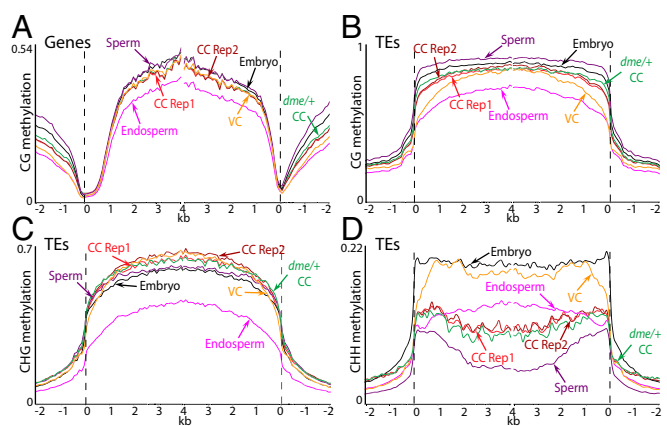 A Genes
0.54
CG methylation
0
Sperm
CC Rep2
Embryo
CC Rep1
dme/+
CC
VC
Endosperm
-2 -1 0 1 2 3 4 3 2 1 0 -1 -2
kb
B TEs
1
CG methylation
0
Sperm
CC Rep2
Embryo
dme/+
CC
CC Rep1
VC
Endosperm
-2 -1 0 1 2 3 4 3 2 1 0 -1 -2
kb
C TEs
0.7
CHG methylation
0
CC Rep1
CC Rep2
Sperm
Embryo
dme/+
CC
VC
Endosperm
-2 -1 0 1 2 3 4 3 2 1 0 -1 -2
kb
D TEs
0.22
CHH methylation
0
Embryo
Endosperm
VC
CC Rep1
CC Rep2
dme/+
CC
Sperm
-2 -1 0 1 2 3 4 3 2 1 0 -1 -2
kb